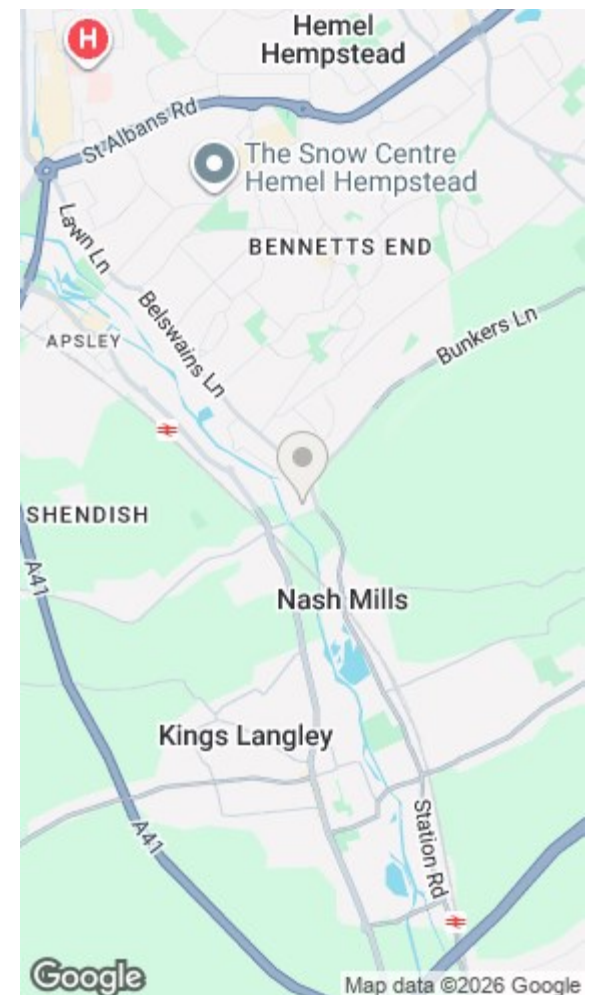 H
Hemel
Hempstead
St Albans Rd
The Snow Centre
Hemel Hempstead
Lawn Ln
BENNETTS END
Belswains Ln
Bunkers Ln
APSLEY
SHENDISH
A41
Nash Mills
Kings Langley
A41
Station Rd
Google
Map data ©2026 Google